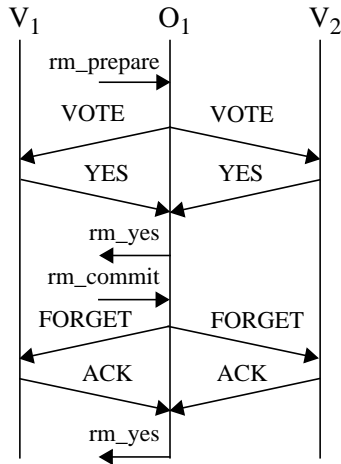 V1 O1 V2
rm_prepare
VOTE VOTE
YES YES
rm_yes
rm_commit
FORGET FORGET
ACK ACK
rm_yes